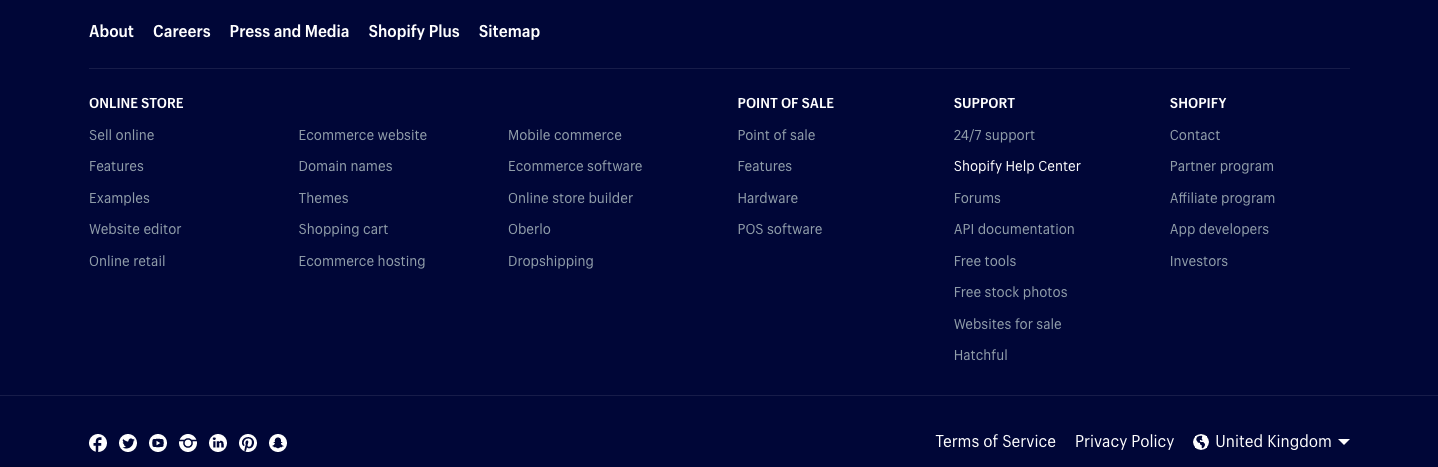 About Careers Press and Media Shopify Plus Sitemap
ONLINE STORE
Sell online
Features
Examples
Website editor
Online retail
Ecommerce website
Domain names
Themes
Shopping cart
Ecommerce hosting
Mobile commerce
Ecommerce software
Online store builder
Oberlo
Dropshipping
POINT OF SALE
Point of sale
Features
Hardware
POS software
SUPPORT
24/7 support
Shopify Help Center
Forums
API documentation
Free tools
Free stock photos
Websites for sale
Hatchful
SHOPIFY
Contact
Partner program
Affiliate program
App developers
Investors
Terms of Service Privacy Policy United Kingdom